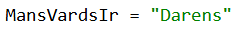 MansVardsIr = "Darens"